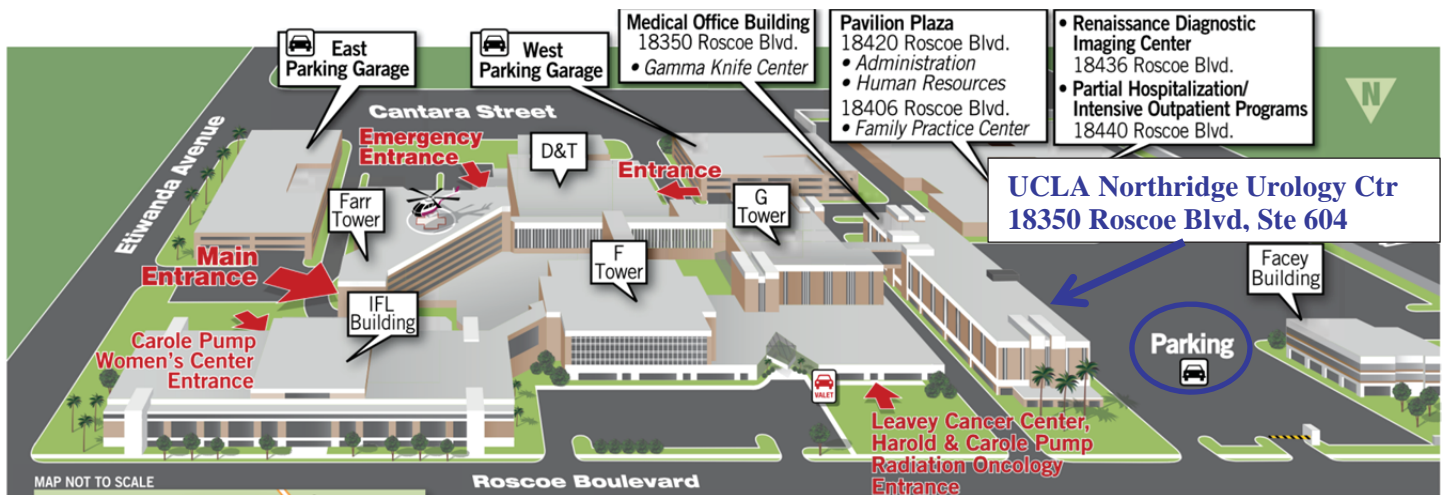 East
Parking Garage
West
Parking Garage
Medical Office Building
18350 Roscoe Blvd.
• Gamma Knife Center
Pavilion Plaza
18420 Roscoe Blvd.
• Administration
• Human Resources
18406 Roscoe Blvd.
• Family Practice Center
• Renaissance Diagnostic
Imaging Center
18436 Roscoe Blvd.
• Partial Hospitalization/
Intensive Outpatient Programs
18440 Roscoe Blvd.
N
Cantara Street
Etiwanda Avenue
Emergency
Entrance
D&T
Entrance
UCLA Northridge Urology Ctr
18350 Roscoe Blvd, Ste 604
Farr
Tower
G
Tower
F
Tower
Main
Entrance
Facey
Building
IFL
Building
Parking
Carole Pump
Women's Center
Entrance
VALET
Leavey Cancer Center,
Harold & Carole Pump
Radiation Oncology
Entrance
MAP NOT TO SCALE
Roscoe Boulevard